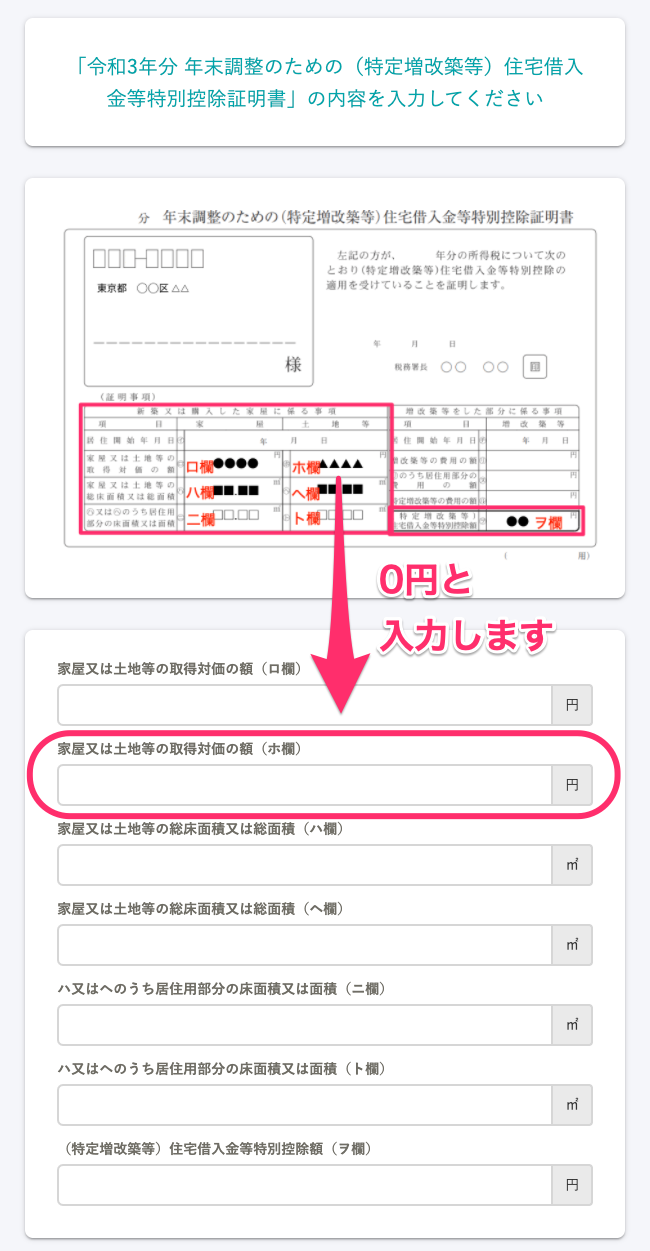 「令和3年分 年末調整のための（特定増改築等）住宅借入
金等特別控除証明書」の内容を入力してください
分 年末調整のための(特定増改築等)住宅借入金等特別控除証明書
□□□-□□□□
東京都 〇〇区 △△
様
左記の方が、 年分の所得税について次の
とおり(特定増改築等)住宅借入金等特別控除の
適用を受けていることを証明します。
年 月 日
税務署長 〇〇 〇〇
(証明事項)
新築又は購入した家屋に係る事項
増改築等をした部分に係る事項
項 目 家 屋 土 地 等
項 目 増 改 築 等
居住開始年月日 年 月 日
居住開始年月日 年 月 日
家屋又は土地等の
取得対価の額
ロ欄●●●● 円
ホ欄▲▲▲▲ 円
増改築等の費用の額 円
家屋又は土地等の
総床面積又は総面積
ハ欄■■.■■ ㎡
ヘ欄■■.■■ ㎡
のうち居住用部分の
費用の額 円
又は のうち居住用
部分の床面積又は面積
ニ欄□□.□□ ㎡
ト欄□□.□□ ㎡
特定増改築等の費用の額 円
(特定増改築等)
住宅借入金等特別控除額
●● ヲ欄 円
( 用)
0円と
入力します
家屋又は土地等の取得対価の額（ロ欄）
円
家屋又は土地等の取得対価の額（ホ欄）
円
家屋又は土地等の総床面積又は総面積（ハ欄）
㎡
家屋又は土地等の総床面積又は総面積（ヘ欄）
㎡
ハ又はへのうち居住用部分の床面積又は面積（ニ欄）
㎡
ハ又はへのうち居住用部分の床面積又は面積（ト欄）
㎡
（特定増改築等）住宅借入金等特別控除額（ヲ欄）
円